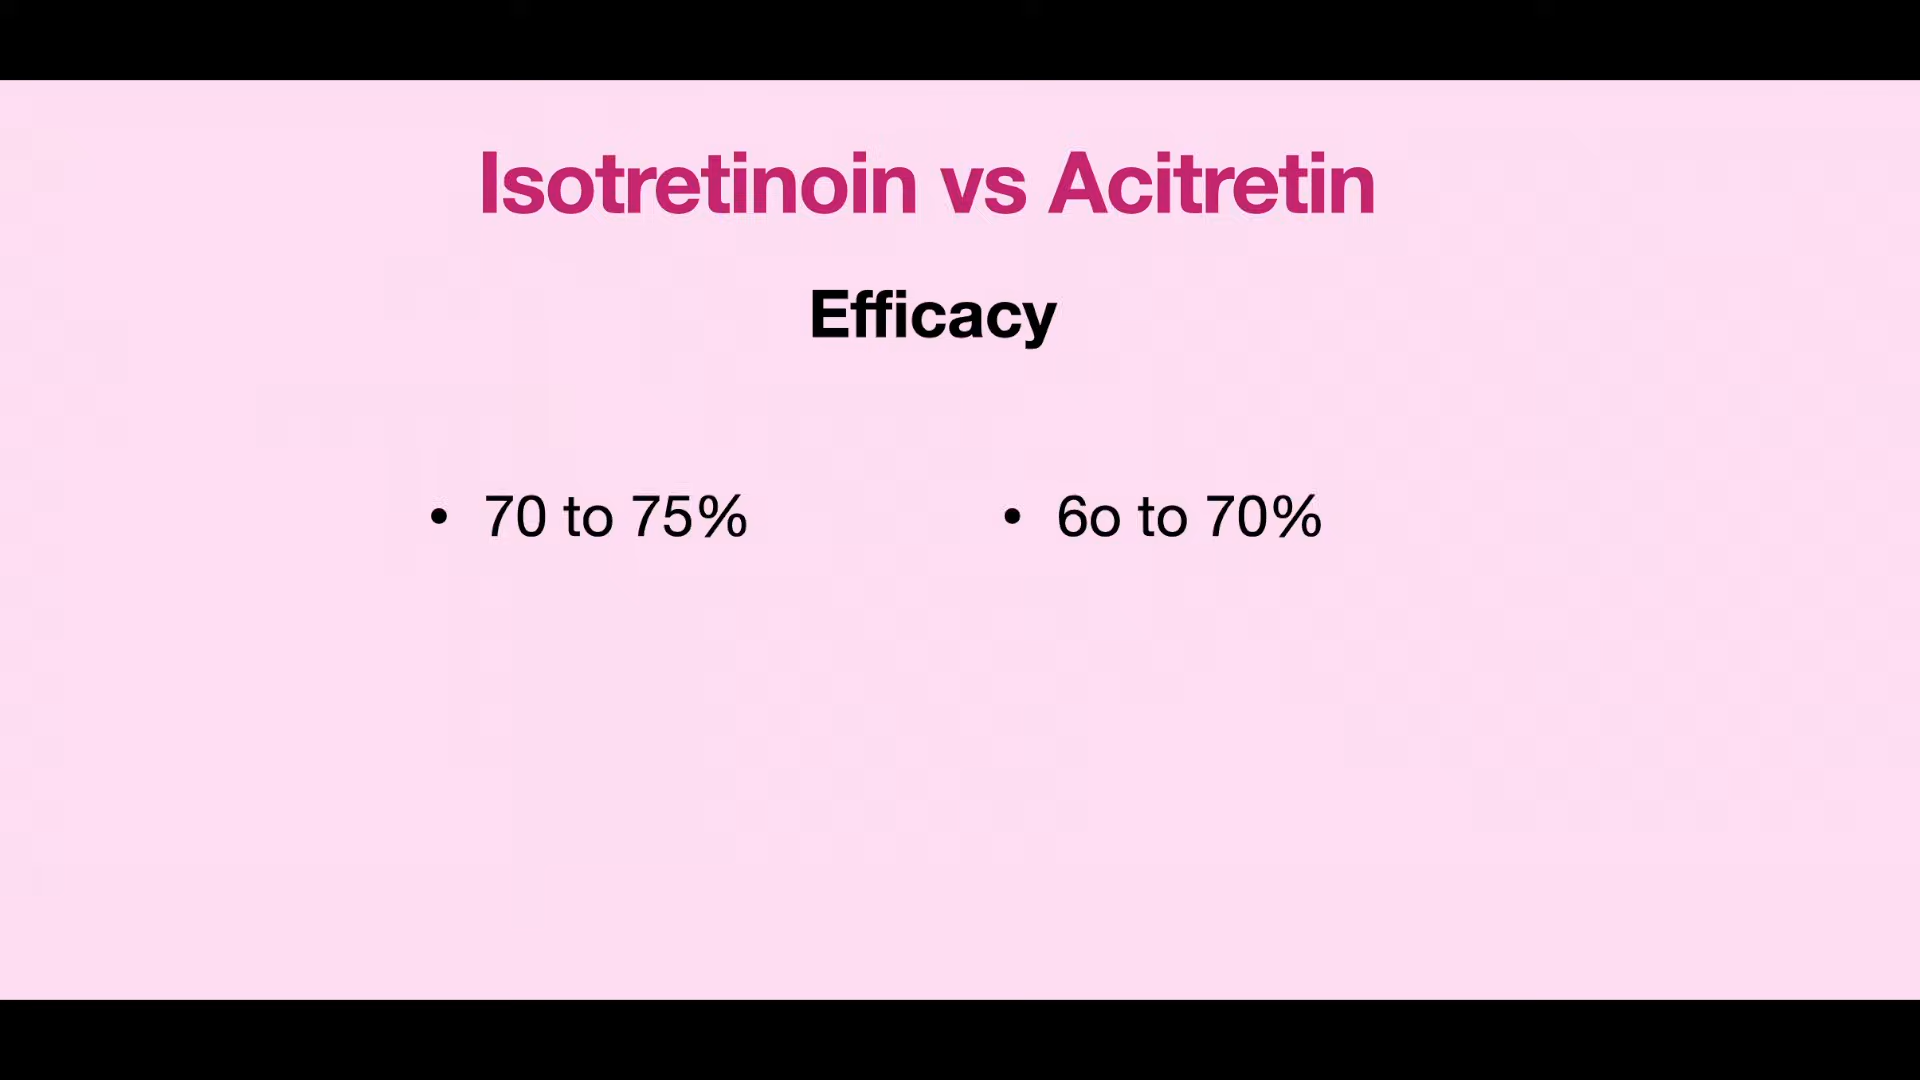 Isotretinoin vs Acitretin
Efficacy
• 70 to 75%
• 6o to 70%